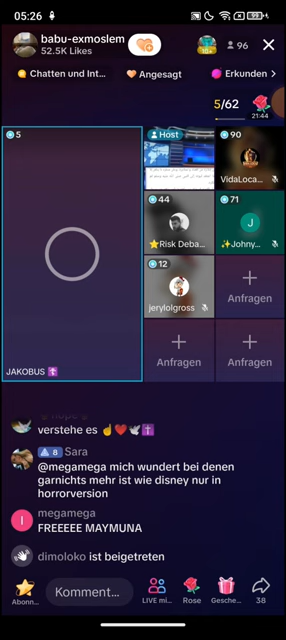 05:26
99
babu-exmoslem
52.5K Likes
96
Chatten und Int...
Angesagt
Erkunden
5/62
21:44
5
Host
90
VidaLoca...
44
Risk Deba...
71
J
✨Johny...
12
jerylolgross
Anfragen
Anfragen
Anfragen
JAKOBUS ✝️
verstehe es ☝️❤️🕊✝️
8 Sara
@megamega mich wundert bei denen
garnichts mehr ist wie disney nur in
horrorversion
I
megamega
FREEEEE MAYMUNA
dimoloko ist beigetreten
Abonn...
Komment...
LIVE mi...
Rose
Gesche...
38